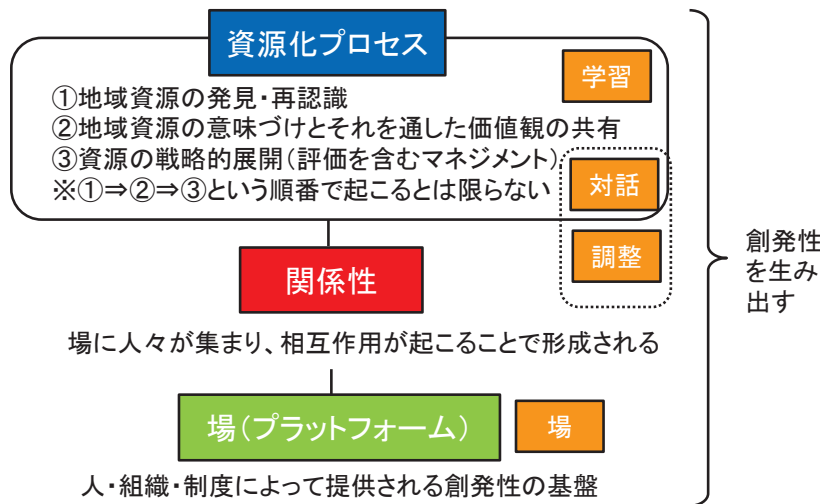 資源化プロセス
学習
①地域資源の発見・再認識
②地域資源の意味づけとそれを通した価値観の共有
③資源の戦略的展開(評価を含むマネジメント)
※①⇒②⇒③という順番で起こるとは限らない
対話
調整
関係性
創発性
を生み
出す
場に人々が集まり、相互作用が起こることで形成される
場(プラットフォーム)
場
人・組織・制度によって提供される創発性の基盤